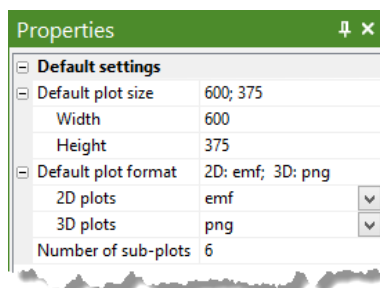 Properties
Default settings
Default plot size 600; 375
Width 600
Height 375
Default plot format 2D: emf; 3D: png
2D plots emf
3D plots png
Number of sub-plots 6